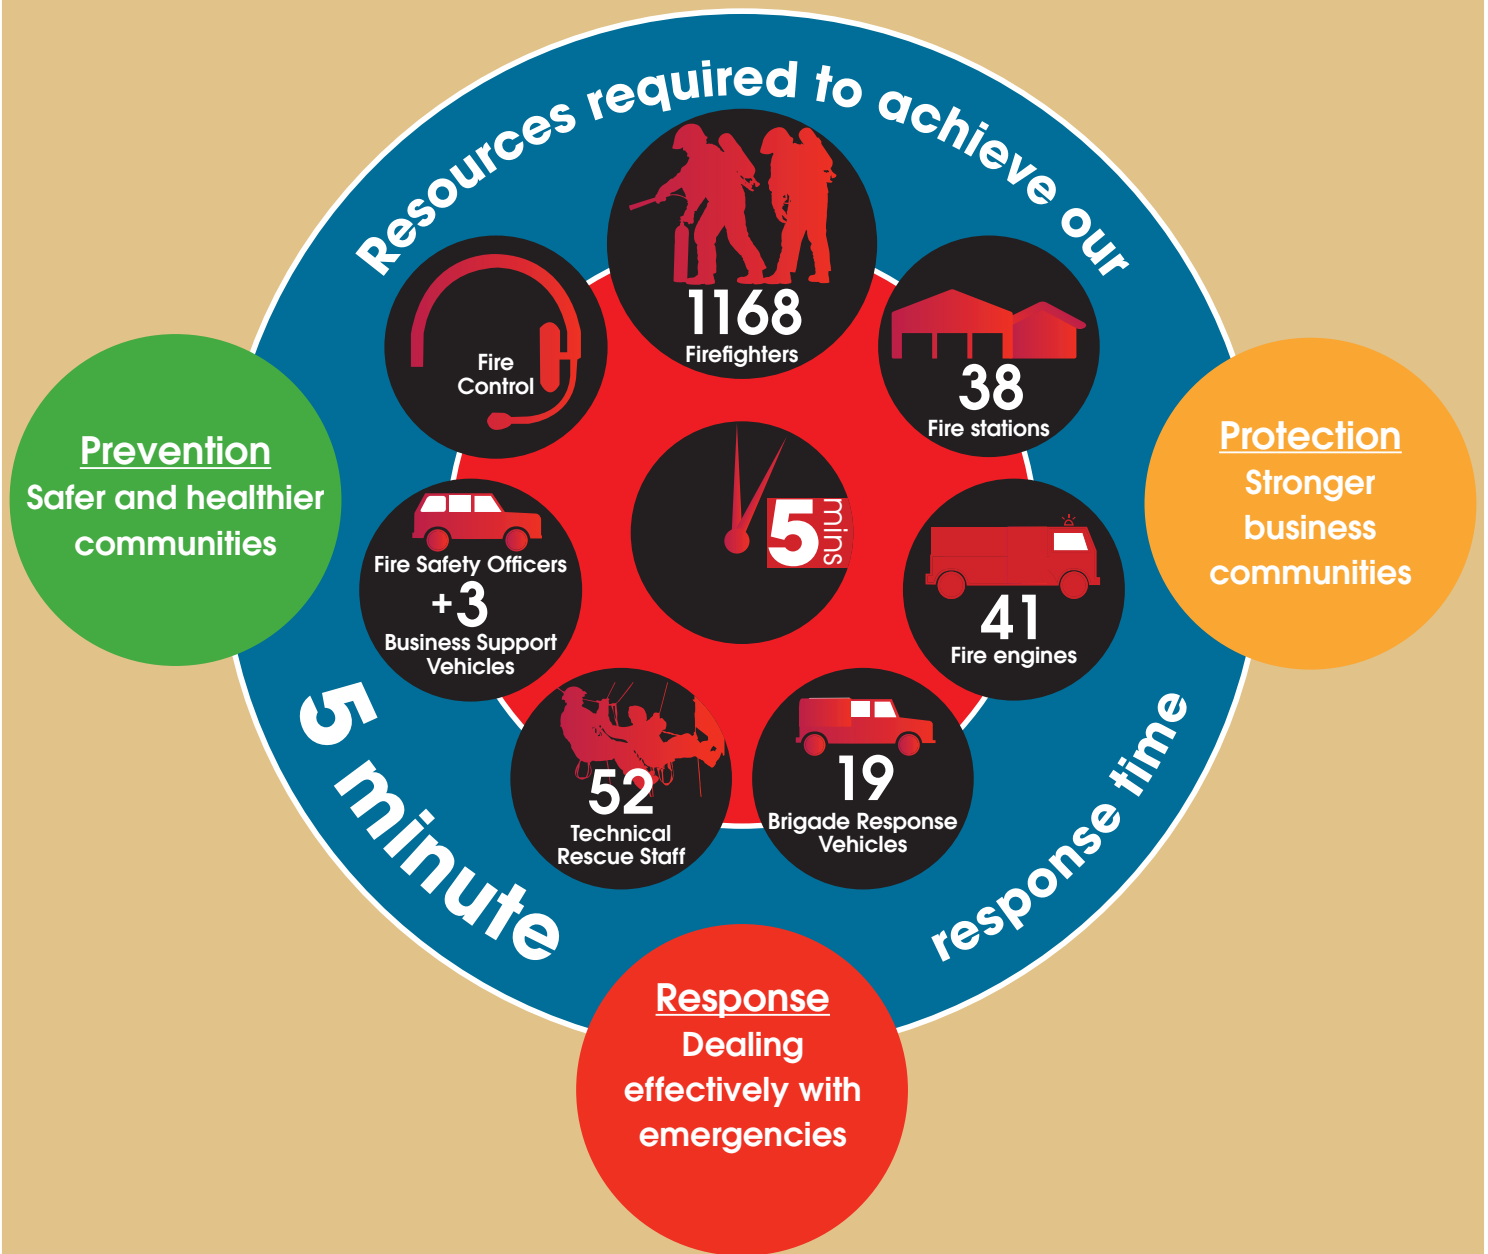 Resources required to achieve our
5 minute
response time
1168
Firefighters
38
Fire stations
41
Fire engines
19
Brigade Response
Vehicles
52
Technical
Rescue Staff
Fire Safety Officers
+3
Business Support
Vehicles
Fire
Control
5 mins
Prevention
Safer and healthier
communities
Protection
Stronger
business
communities
Response
Dealing
effectively with
emergencies